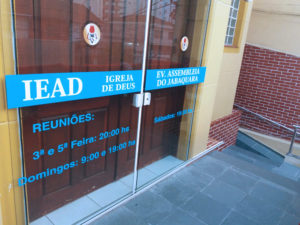 IEAD IGREJA
DE DEUS
EV. ASSEMBLEIA
DO JABAQUARA
REUNIÕES:
3ª e 5ª Feira: 20:00 hs
Domingos: 9:00 e 19:00 hs
Sábados: